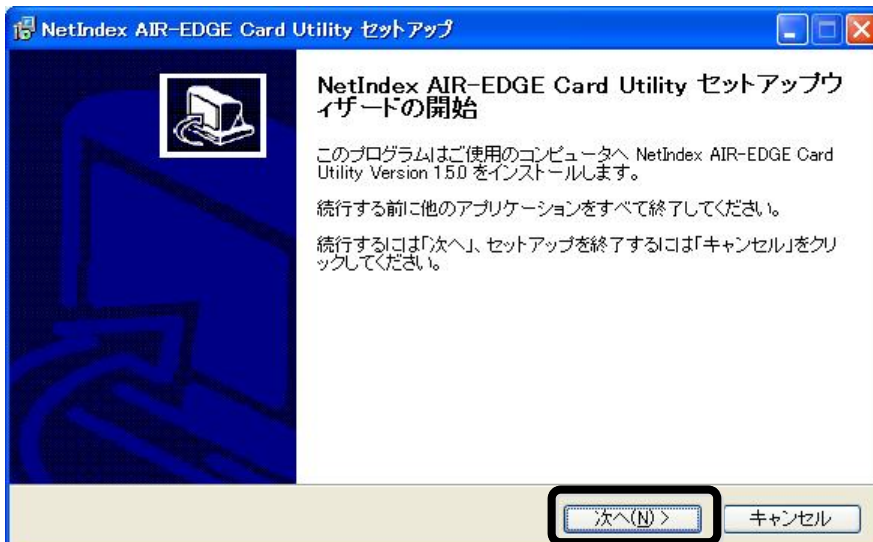 NetIndex AIR-EDGE Card Utility セットアップ
NetIndex AIR-EDGE Card Utility セットアップウ
ィザードの開始
このプログラムはご使用のコンピュータへ NetIndex AIR-EDGE Card
Utility Version 1.5.0 をインストールします。
続行する前に他のアプリケーションをすべて終了してください。
続行するには「次へ」、セットアップを終了するには「キャンセル」をクリ
ックしてください。
次へ(N) >
キャンセル